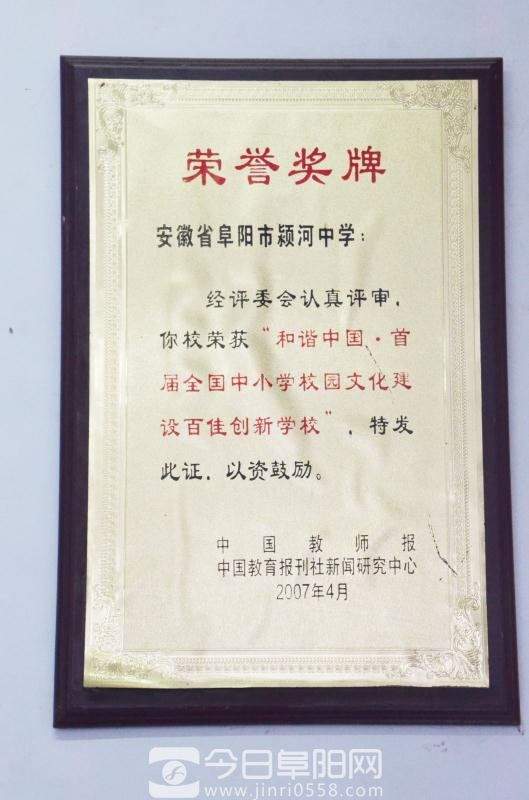 荣誉奖牌
安徽省阜阳市颍河中学：
经评委会认真评审，
你校荣获“和谐中国·首
届全国中小学校园文化建
设百佳创新学校”，特发
此证，以资鼓励。
中国教师报
中国教育报刊社新闻研究中心
2007年4月
今日阜阳网
www.jinri0558.com